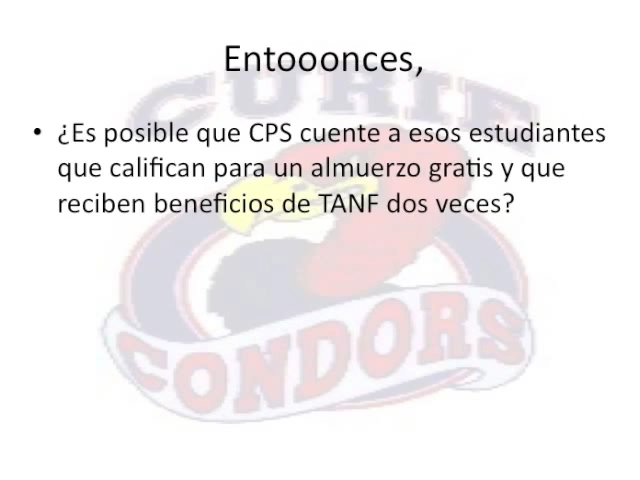 Entooonces,
• ¿Es posible que CPS cuente a esos estudiantes
que califican para un almuerzo gratis y que
reciben beneficios de TANF dos veces?
CURIE
CONDORS